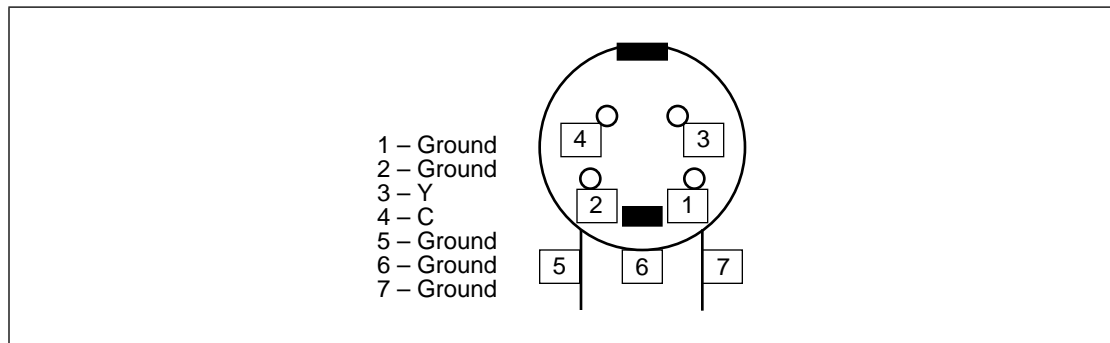 1 – Ground
2 – Ground
3 – Y
4 – C
5 – Ground
6 – Ground
7 – Ground
4
3
2
1
5
6
7